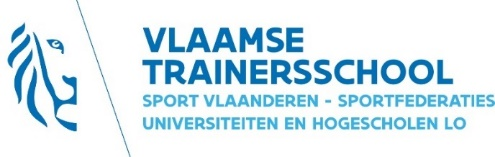 VLAAMSE
TRAINERSSCHOOL
SPORT VLAANDEREN - SPORTFEDERATIES
UNIVERSITEITEN EN HOGESCHOLEN LO